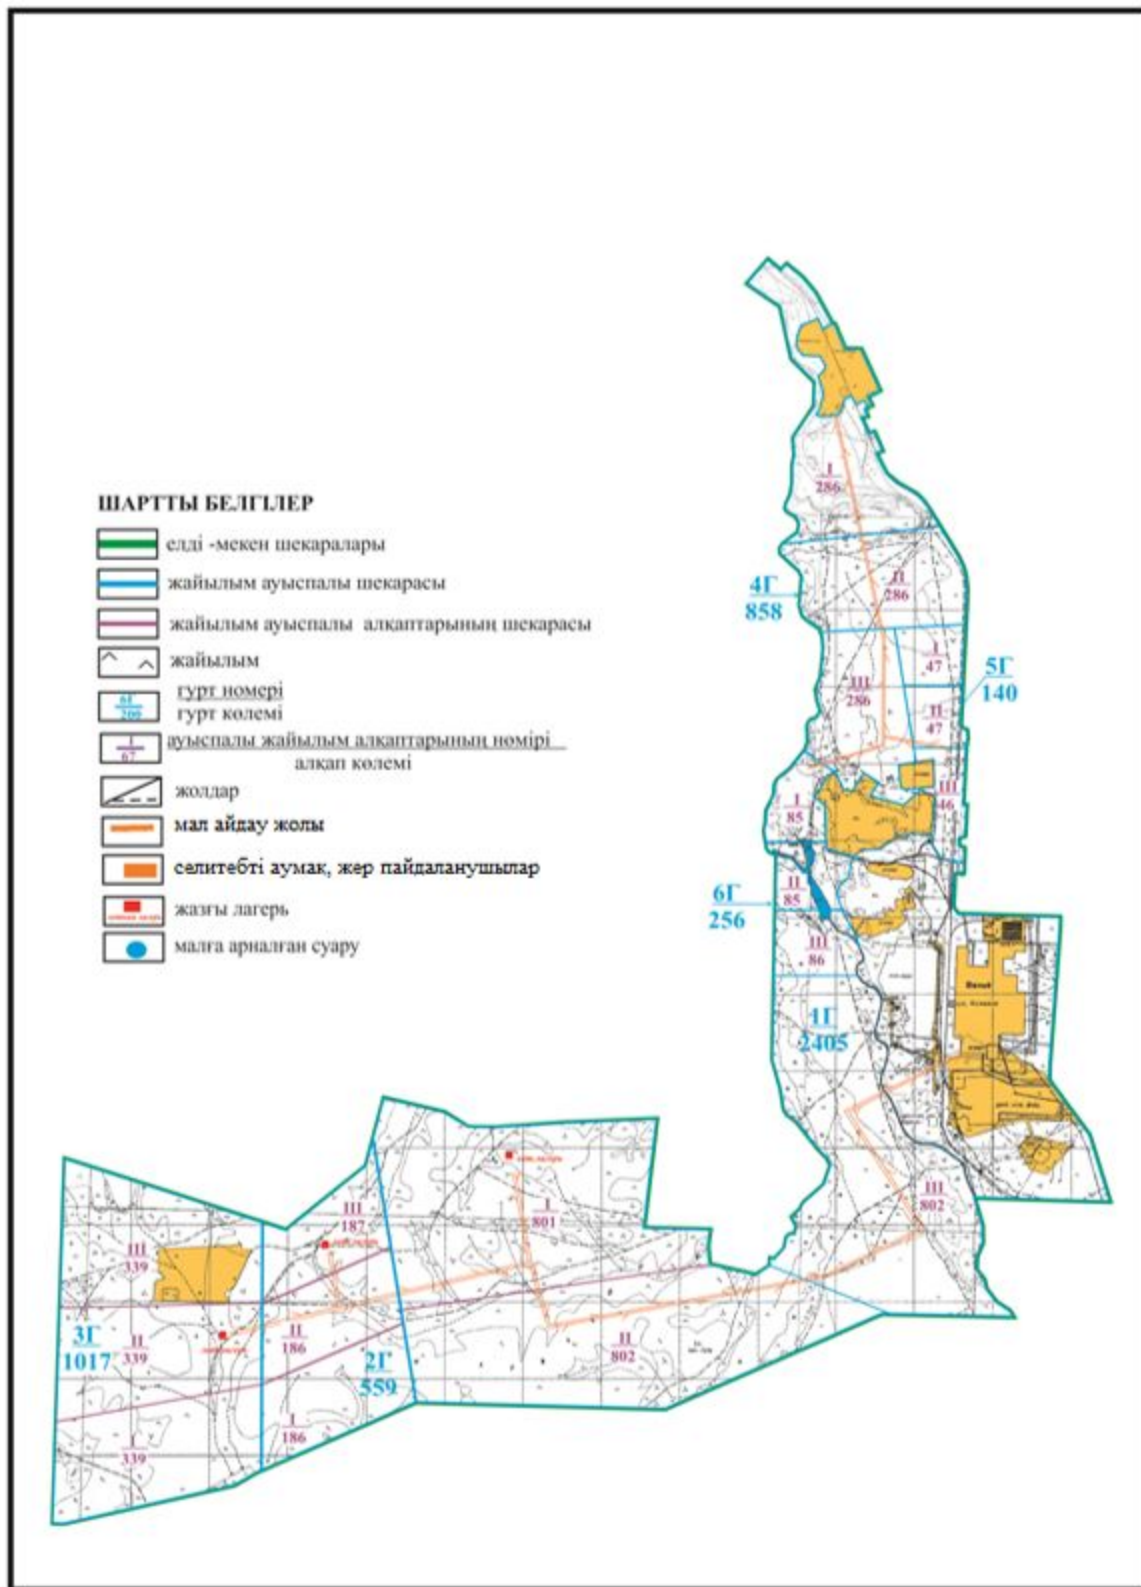 ШАРТТЫ БЕЛГІЛЕР
елді -мекен шекаралары
жайылым ауыспалы шекарасы
жайылым ауыспалы алқаптарының шекарасы
жайылым
6Г
200
гурт номері
гурт көлемі
I
67
ауыспалы жайылым алқаптарының нөмірі
алқап көлемі
жолдар
мал айдау жолы
селитебті аумақ, жер пайдаланушылар
жазғы лагерь
малға арналған суару
I
286
II
286
4Г
858
I
47
5Г
140
III
286
II
47
III
46
I
85
II
85
6Г
256
III
86
1Г
2405
III
802
III
187
I
801
III
339
3Г
1017
II
339
II
186
2Г
559
II
802
I
186
I
339